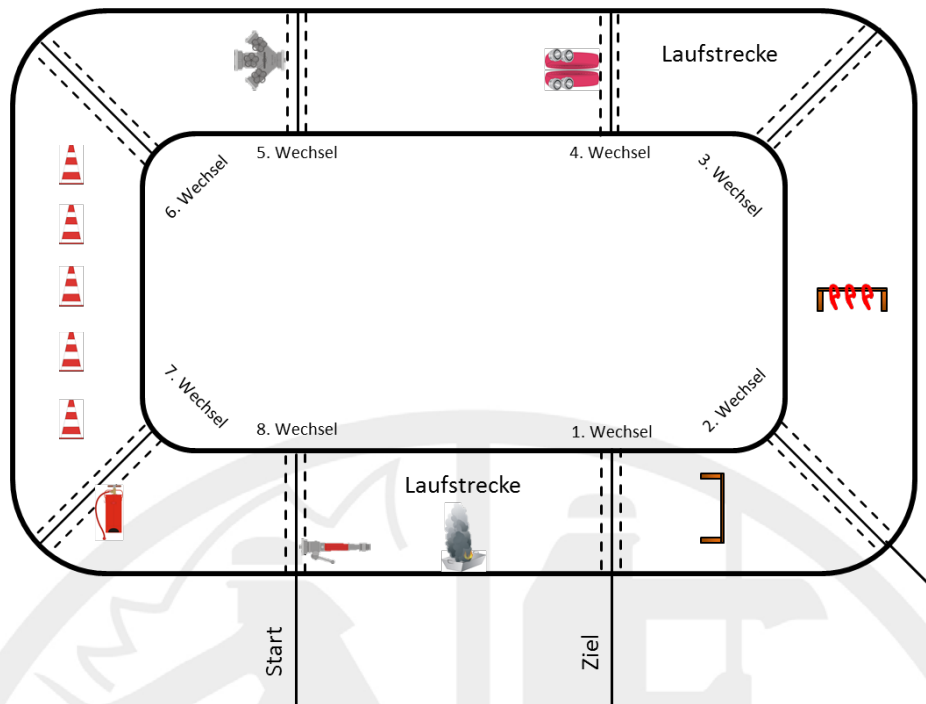 Laufstrecke
5. Wechsel
4. Wechsel
6. Wechsel
3. Wechsel
7. Wechsel
2. Wechsel
8. Wechsel
1. Wechsel
Laufstrecke
Start
Ziel